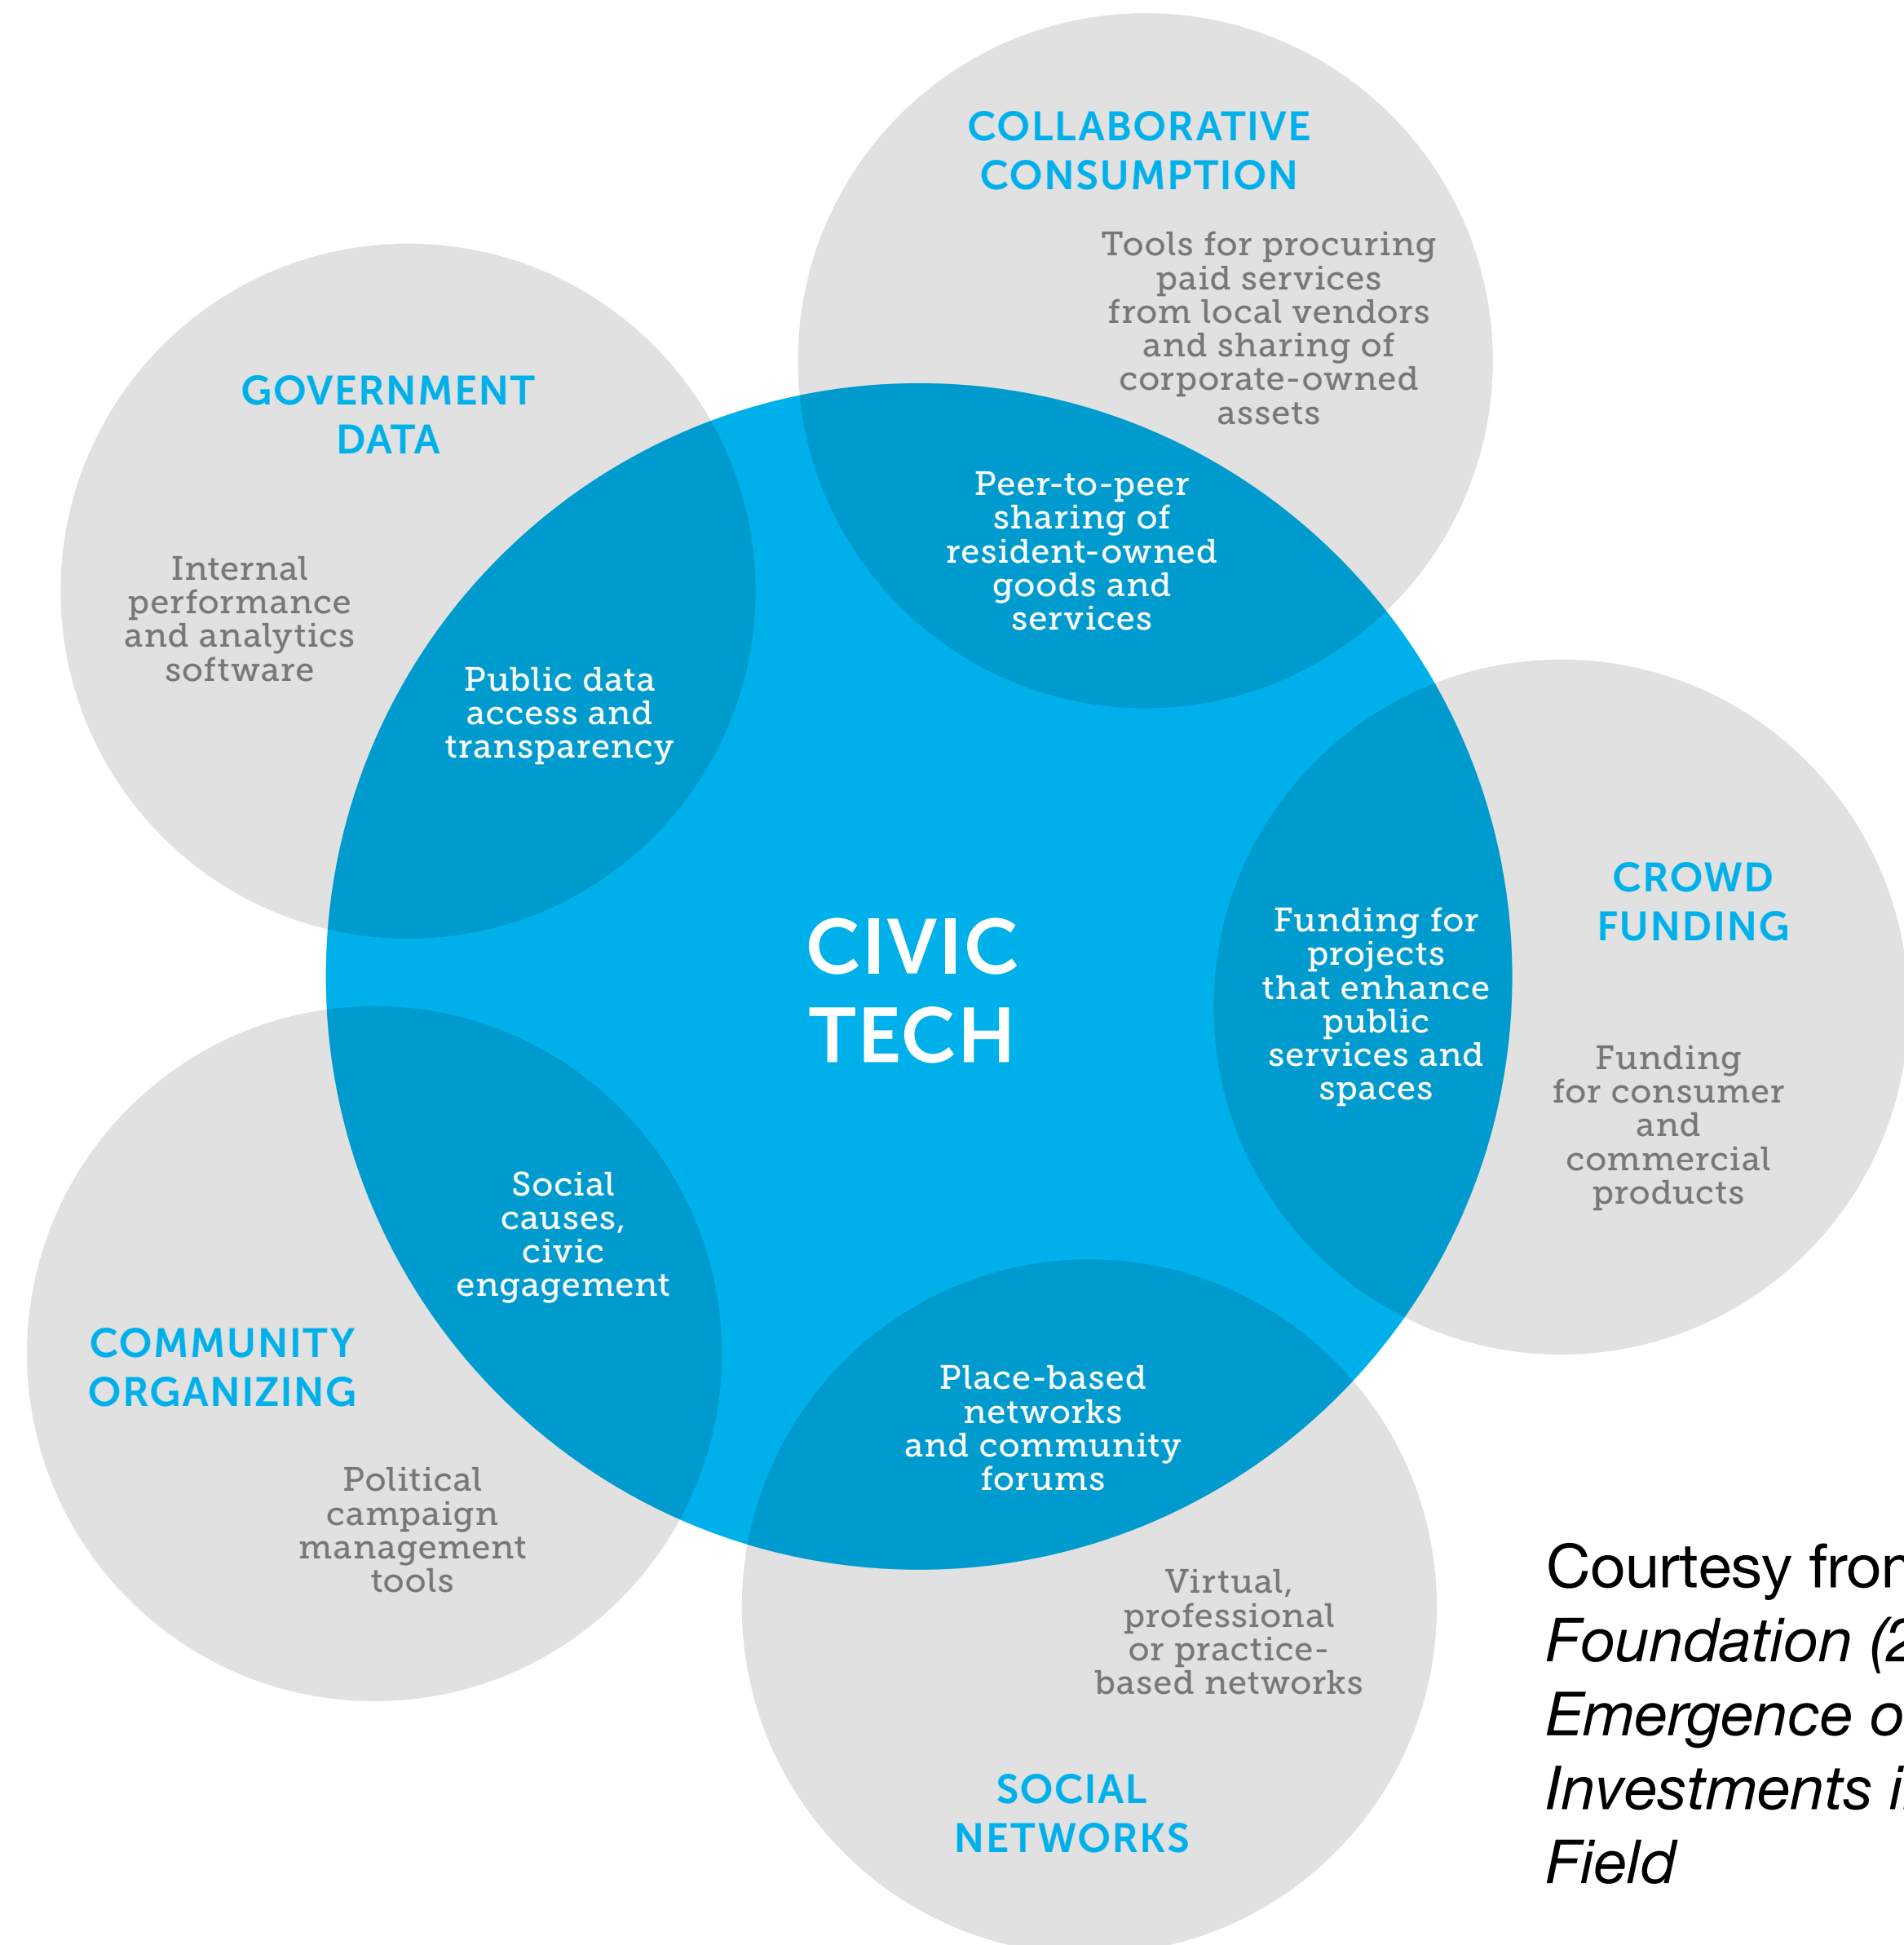 COLLABORATIVE
CONSUMPTION
Tools for procuring
paid services
from local vendors
and sharing of
corporate-owned
assets
Peer-to-peer
sharing of
resident-owned
goods and
services
GOVERNMENT
DATA
Internal
performance
and analytics
software
Public data
access and
transparency
CIVIC
TECH
CROWD
FUNDING
Funding for
projects
that enhance
public
services and
spaces
Funding
for consumer
and
commercial
products
Social
causes,
civic
engagement
COMMUNITY
ORGANIZING
Political
campaign
management
tools
Place-based
networks
and community
forums
Virtual,
professional
or practice-
based networks
SOCIAL
NETWORKS
Courtesy
Foundation
Emergence
Investments
Field